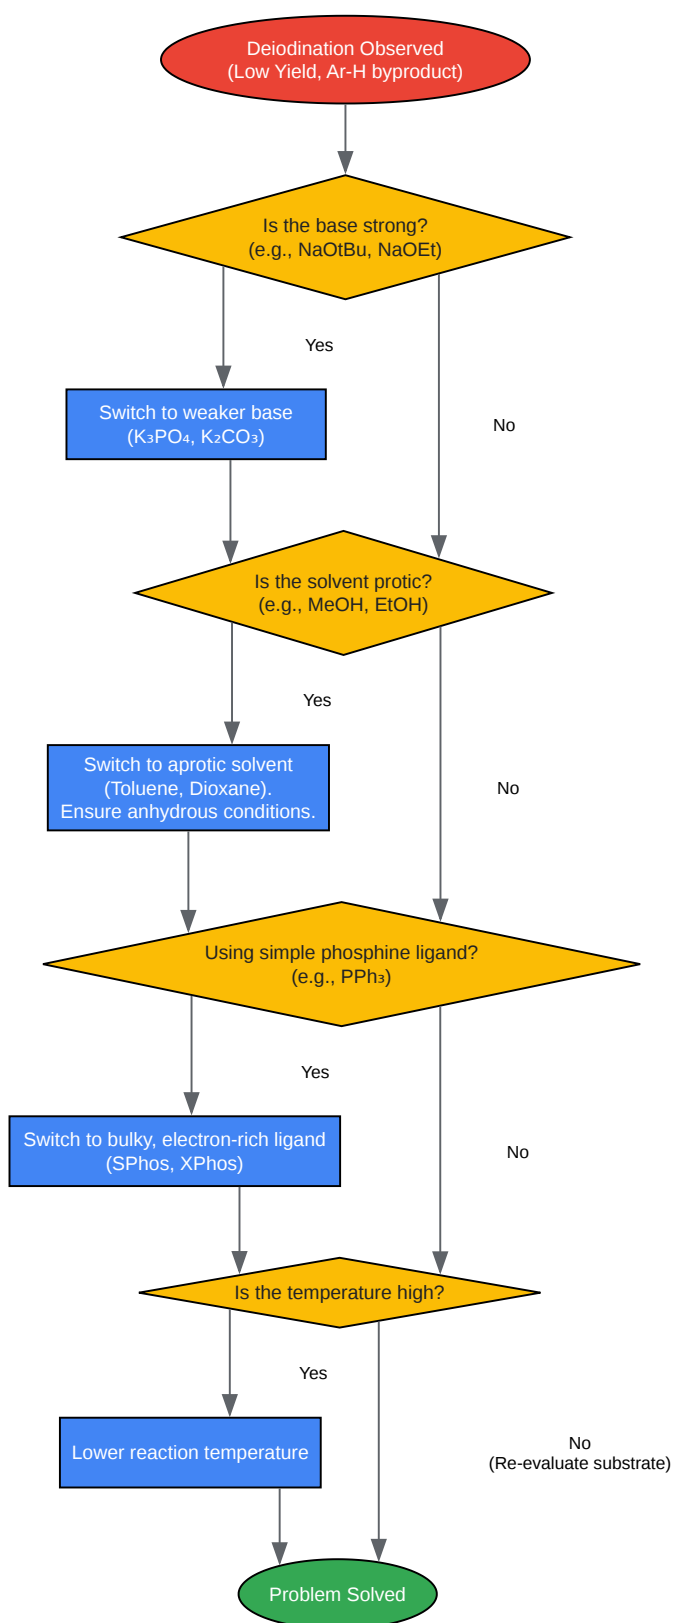 Deiodination Observed
(Low Yield, Ar-H byproduct)
Is the base strong?
(e.g., NaOtBu, NaOEt)
Yes
Switch to weaker base
(K₃PO₄, K₂CO₃)
No
Is the solvent protic?
(e.g., MeOH, EtOH)
Yes
Switch to aprotic solvent
(Toluene, Dioxane).
Ensure anhydrous conditions.
No
Using simple phosphine ligand?
(e.g., PPh₃)
Yes
Switch to bulky, electron-rich ligand
(SPhos, XPhos)
No
Is the temperature high?
Yes
Lower reaction temperature
No
(Re-evaluate substrate)
Problem Solved